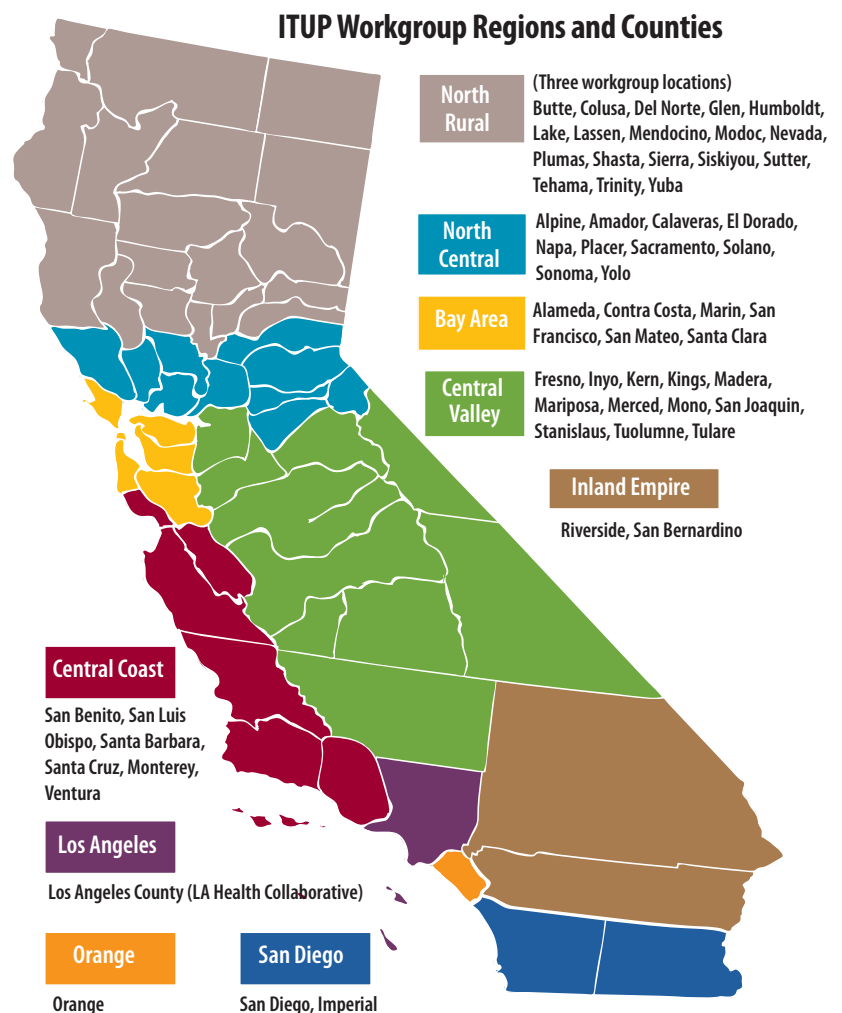 ITUP Workgroup Regions and Counties
North
Rural
(Three workgroup locations)
Butte, Colusa, Del Norte, Glen, Humboldt,
Lake, Lassen, Mendocino, Modoc, Nevada,
Plumas, Shasta, Sierra, Siskiyou, Sutter,
Tehama, Trinity, Yuba
North
Central
Alpine, Amador, Calaveras, El Dorado,
Napa, Placer, Sacramento, Solano,
Sonoma, Yolo
Bay Area
Alameda, Contra Costa, Marin, San
Francisco, San Mateo, Santa Clara
Central
Valley
Fresno, Inyo, Kern, Kings, Madera,
Mariposa, Merced, Mono, San Joaquin,
Stanislaus, Tuolumne, Tulare
Inland Empire
Riverside, San Bernardino
Central Coast
San Benito, San Luis
Obispo, Santa Barbara,
Santa Cruz, Monterey,
Ventura
Los Angeles
Los Angeles County (LA Health Collaborative)
Orange
Orange
San Diego
San Diego, Imperial